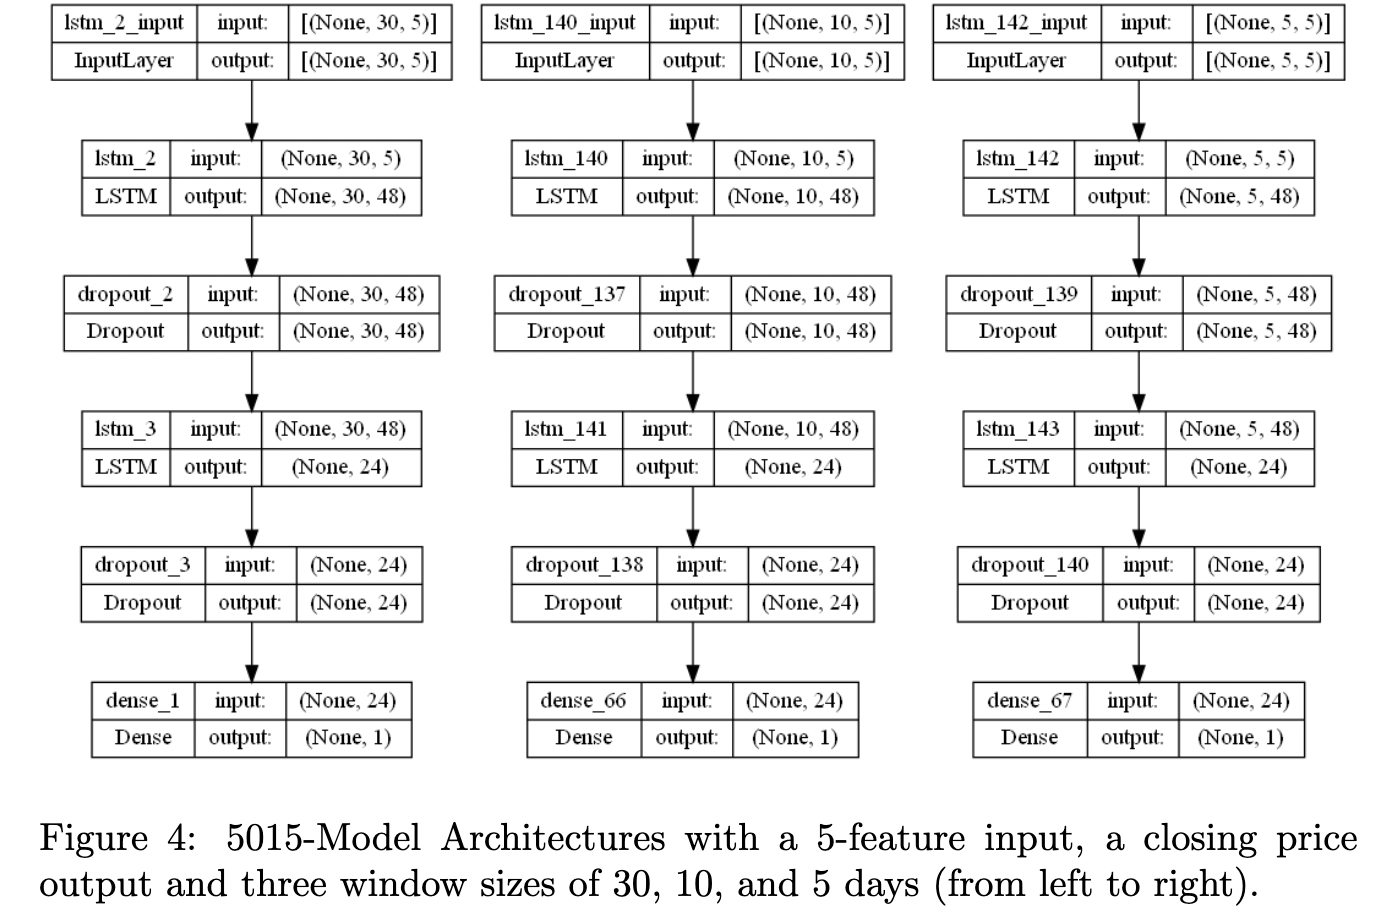 lstm_2_input input: [(None, 30, 5)]
InputLayer output: [(None, 30, 5)]
lstm_2 input: (None, 30, 5)
LSTM output: (None, 30, 48)
dropout_2 input: (None, 30, 48)
Dropout output: (None, 30, 48)
lstm_3 input: (None, 30, 48)
LSTM output: (None, 24)
dropout_3 input: (None, 24)
Dropout output: (None, 24)
dense_1 input: (None, 24)
Dense output: (None, 1)
lstm_140_input input: [(None, 10, 5)]
InputLayer output: [(None, 10, 5)]
lstm_140 input: (None, 10, 5)
LSTM output: (None, 10, 48)
dropout_137 input: (None, 10, 48)
Dropout output: (None, 10, 48)
lstm_141 input: (None, 10, 48)
LSTM output: (None, 24)
dropout_138 input: (None, 24)
Dropout output: (None, 24)
dense_66 input: (None, 24)
Dense output: (None, 1)
lstm_142_input input: [(None, 5, 5)]
InputLayer output: [(None, 5, 5)]
lstm_142 input: (None, 5, 5)
LSTM output: (None, 5, 48)
dropout_139 input: (None, 5, 48)
Dropout output: (None, 5, 48)
lstm_143 input: (None, 5, 48)
LSTM output: (None, 24)
dropout_140 input: (None, 24)
Dropout output: (None, 24)
dense_67 input: (None, 24)
Dense output: (None, 1)
Figure 4: 5015-Model Architectures with a 5-feature input, a closing price
output and three window sizes of 30, 10, and 5 days (from left to right).